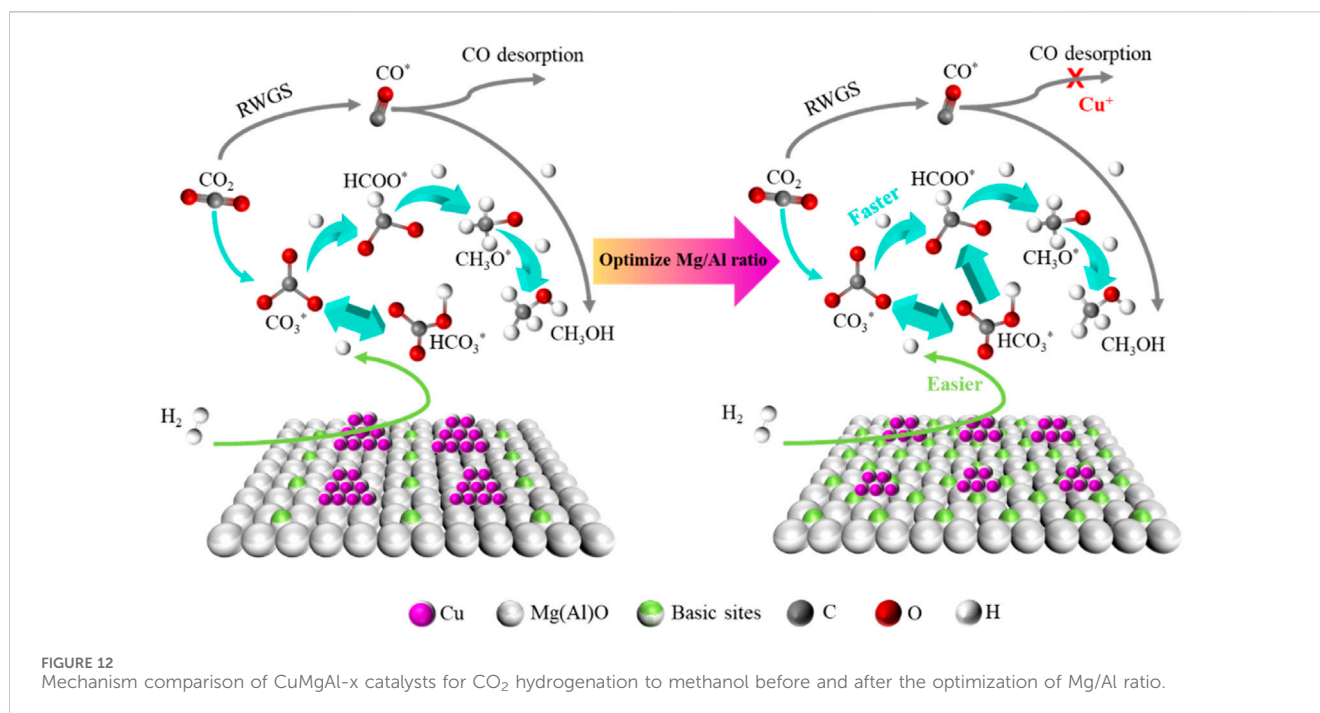 CO desorption
CO*
RWGS
CO₂
HCOO*
CH₃O*
CO₃*
HCO₃*
CH₃OH
H₂
Optimize Mg/Al ratio
CO desorption
X
Cu⁺
CO*
RWGS
CO₂
HCOO*
Faster
CH₃O*
CO₃*
HCO₃*
CH₃OH
Easier
H₂
Cu Mg(Al)O Basic sites C O H
FIGURE 12
Mechanism comparison of CuMgAl-x catalysts for CO₂ hydrogenation to methanol before and after the optimization of Mg/Al ratio.